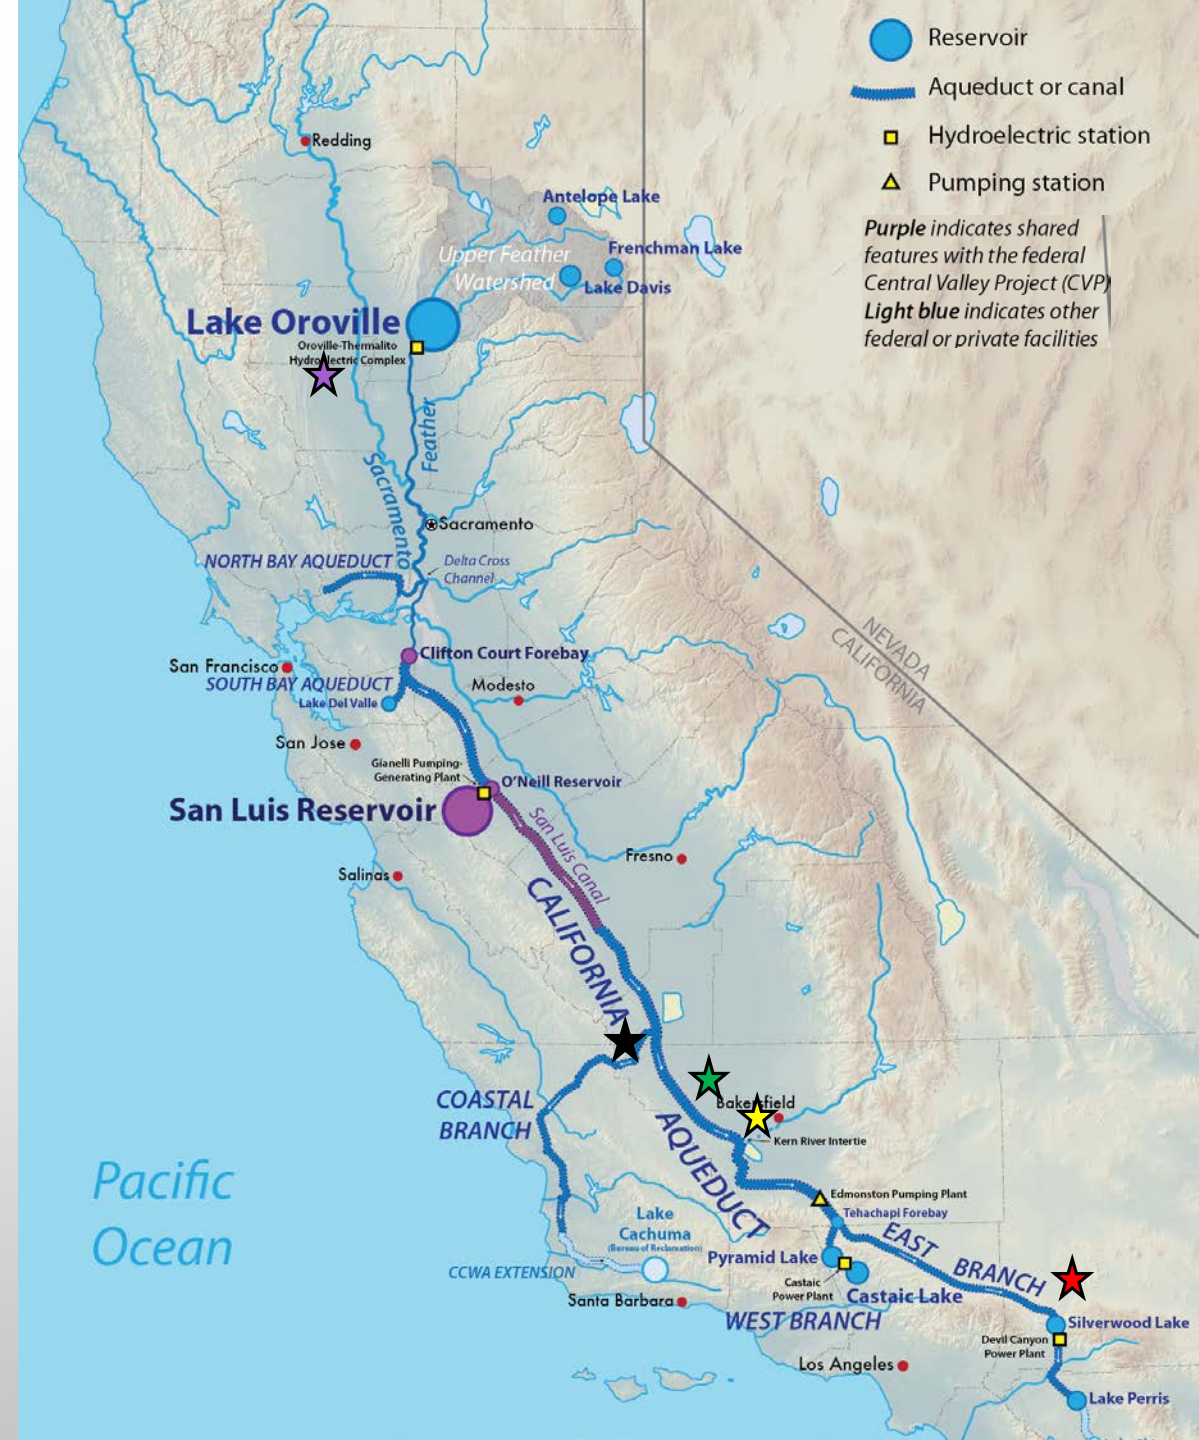 Reservoir
Aqueduct or canal
Hydroelectric station
Pumping station
Purple indicates shared
features with the federal
Central Valley Project (CVP)
Light blue indicates other
federal or private facilities
Redding
Antelope Lake
Upper Feather
Watershed
Frenchman Lake
Lake Davis
Lake Oroville
Oroville-Thermalito
Hydroelectric Complex
Feather
Sacramento
Sacramento
NORTH BAY AQUEDUCT
Delta Cross
Channel
NEVADA
CALIFORNIA
Clifton Court Forebay
San Francisco
SOUTH BAY AQUEDUCT
Lake Del Valle
Modesto
San Jose
Gianelli Pumping-
Generating Plant
O'Neill Reservoir
San Luis Reservoir
San Luis Canal
Fresno
Salinas
CALIFORNIA
AQUEDUCT
COASTAL
BRANCH
Bakersfield
Kern River Intertie
Pacific
Ocean
Edmonston Pumping Plant
Tehachapi Forebay
Lake
Cachuma
(Bureau of Reclamation)
EAST BRANCH
Pyramid Lake
CCWA EXTENSION
Castaic
Power Plant
Castaic Lake
Santa Barbara
WEST BRANCH
Silverwood Lake
Devil Canyon
Power Plant
Los Angeles
Lake Perris